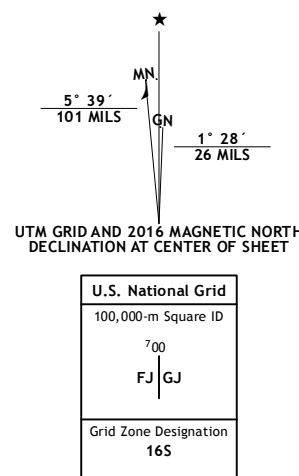 ★
MN.
5° 39´
101 MILS
GN
1° 28´
26 MILS
UTM GRID AND 2016 MAGNETIC NORTH
DECLINATION AT CENTER OF SHEET
U.S. National Grid
100,000-m Square ID
⁷00
FJ GJ
Grid Zone Designation
16S